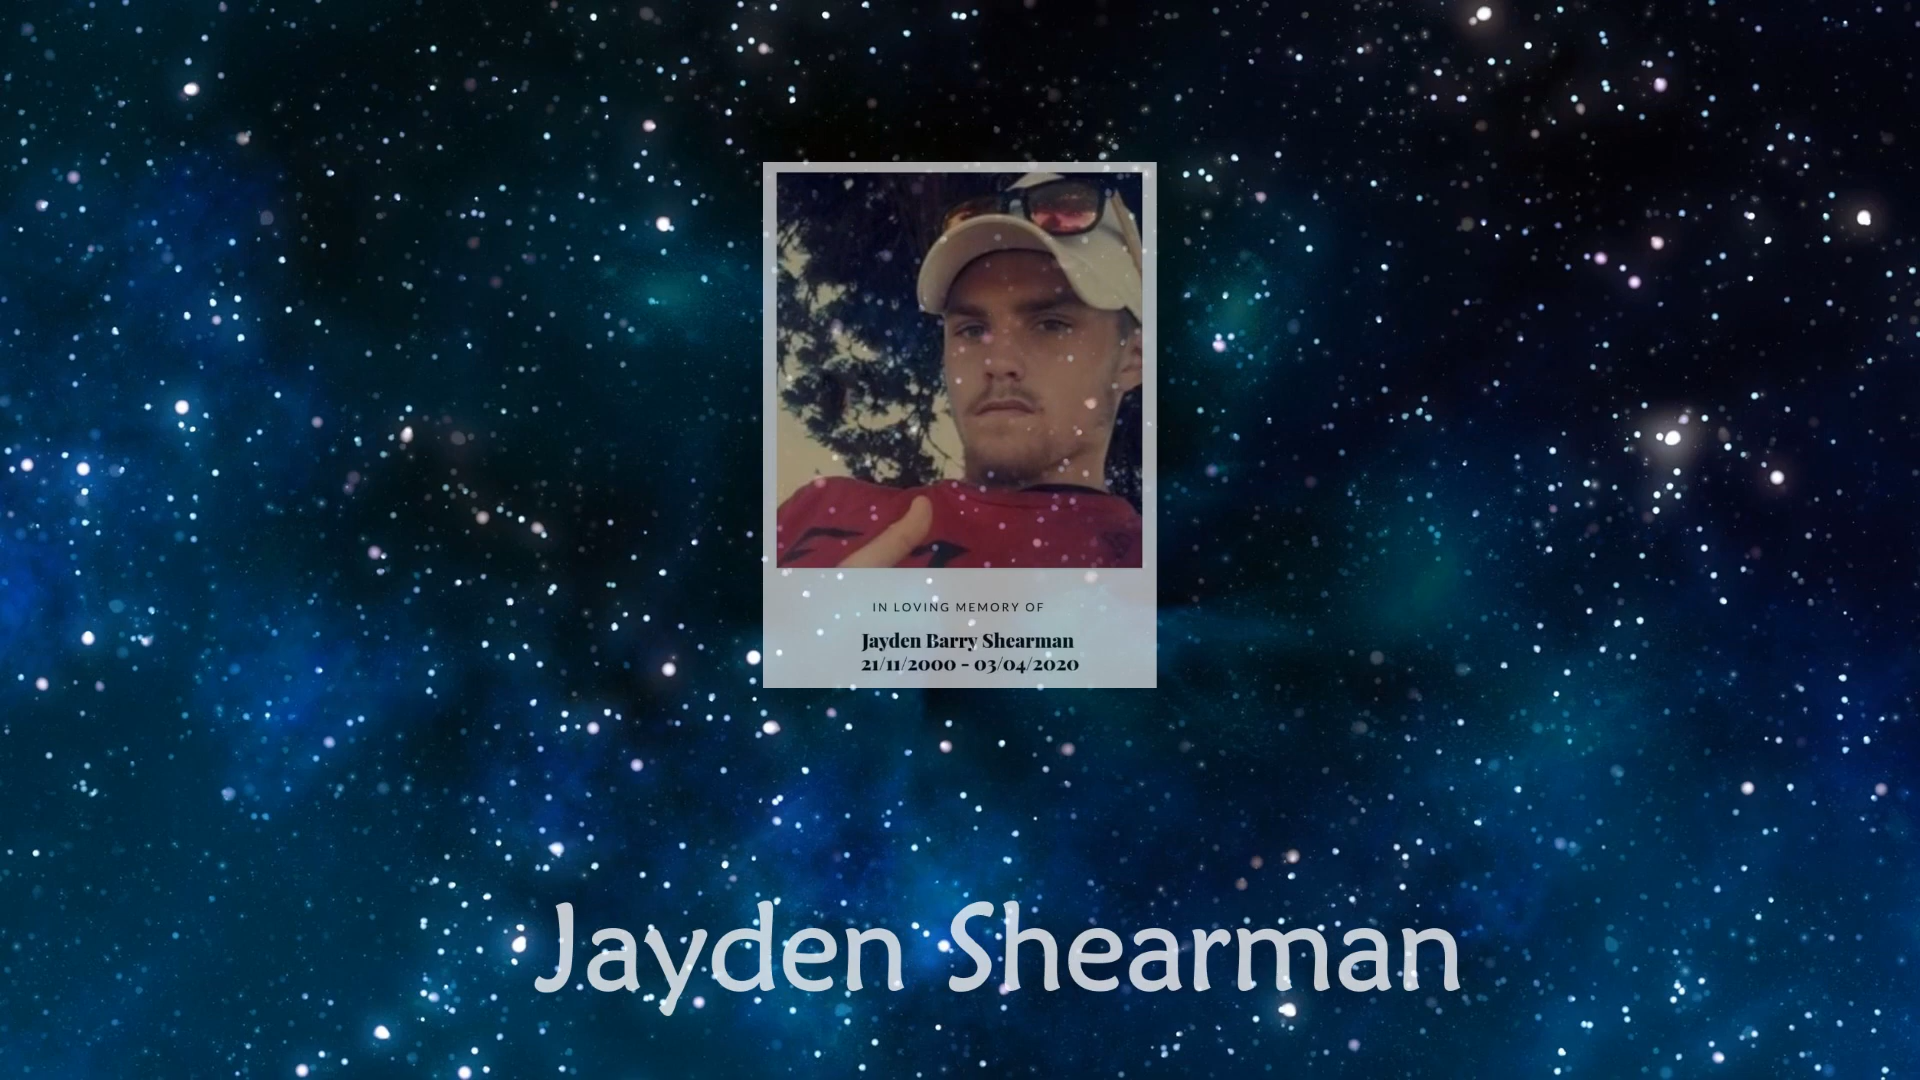 IN LOVING MEMORY OF
Jayden Barry Shearman
21/11/2000 - 03/04/2020
Jayden Shearman